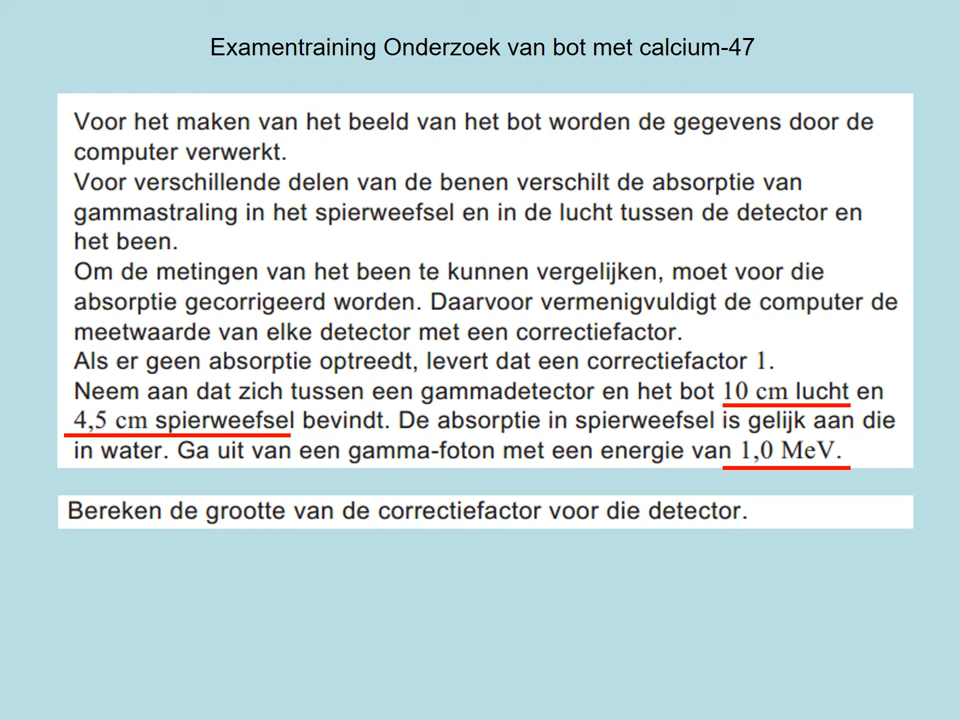 Examentraining Onderzoek van bot met calcium-47
Voor het maken van het beeld van het bot worden de gegevens door de
computer verwerkt.
Voor verschillende delen van de benen verschilt de absorptie van
gammastraling in het spierweefsel en in de lucht tussen de detector en
het been.
Om de metingen van het been te kunnen vergelijken, moet voor die
absorptie gecorrigeerd worden. Daarvoor vermenigvuldigt de computer de
meetwaarde van elke detector met een correctiefactor.
Als er geen absorptie optreedt, levert dat een correctiefactor 1.
Neem aan dat zich tussen een gammadetector en het bot 10 cm lucht en
4,5 cm spierweefsel bevindt. De absorptie in spierweefsel is gelijk aan die
in water. Ga uit van een gamma-foton met een energie van 1,0 MeV.
Bereken de grootte van de correctiefactor voor die detector.